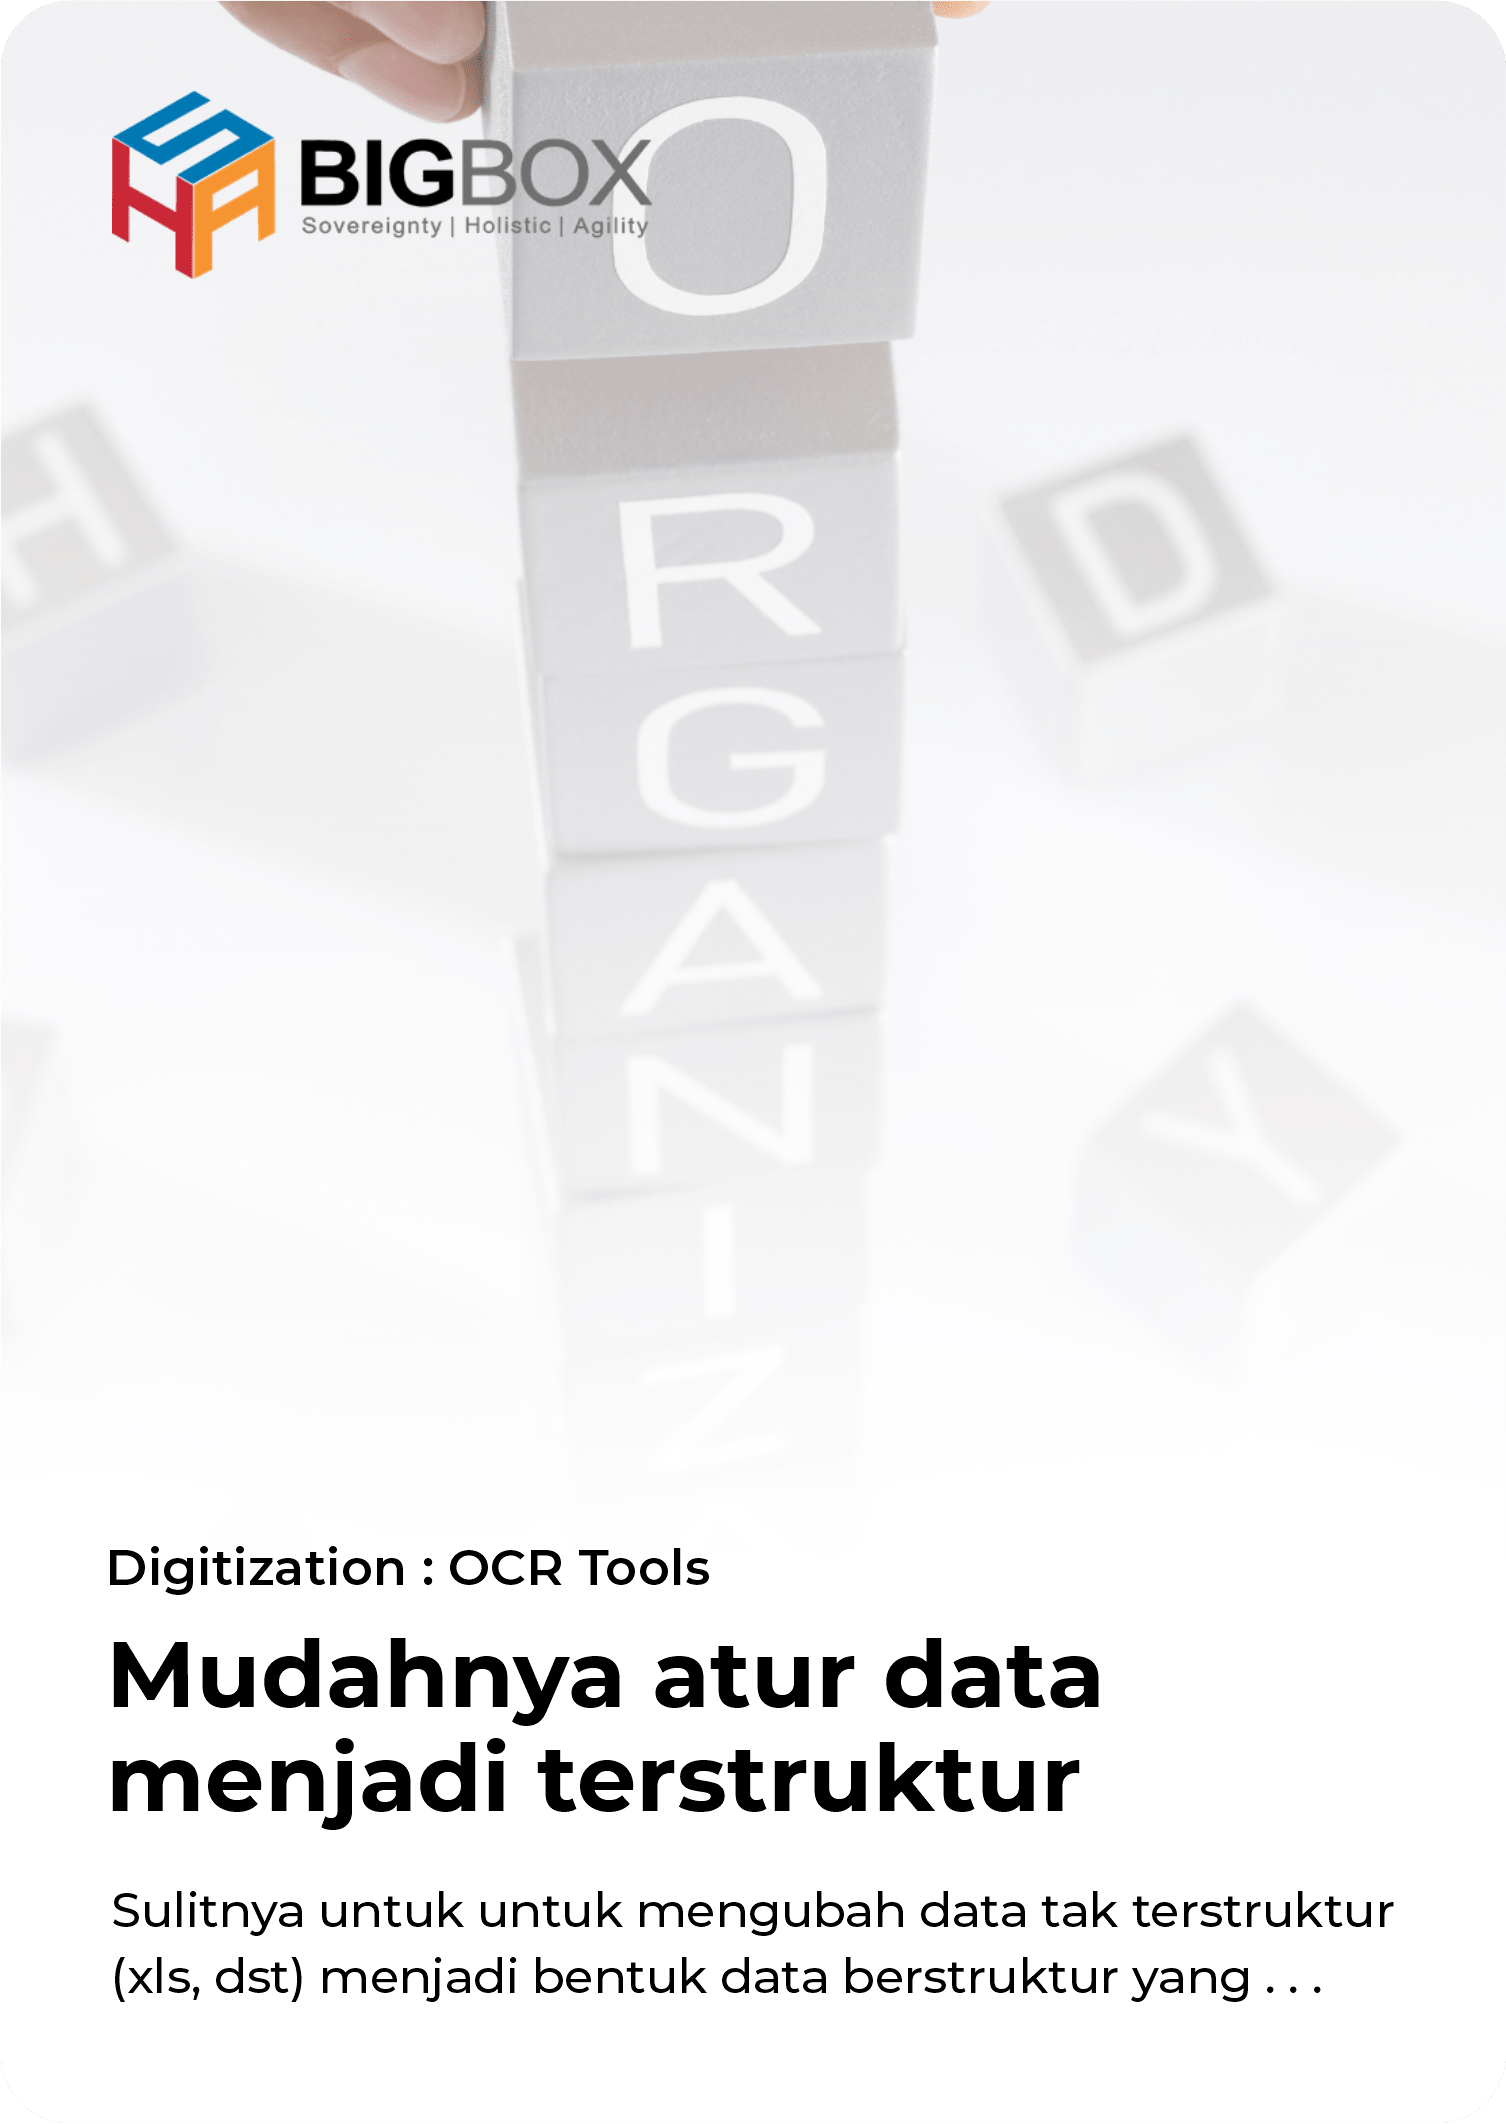 SHA
BIGBOX
Sovereignty | Holistic | Agility
O
R
G
A
N
I
Z
H
D
Y
Digitization : OCR Tools
Mudahnya atur data
menjadi terstruktur
Sulitnya untuk untuk mengubah data tak terstruktur
(xls, dst) menjadi bentuk data berstruktur yang . . .